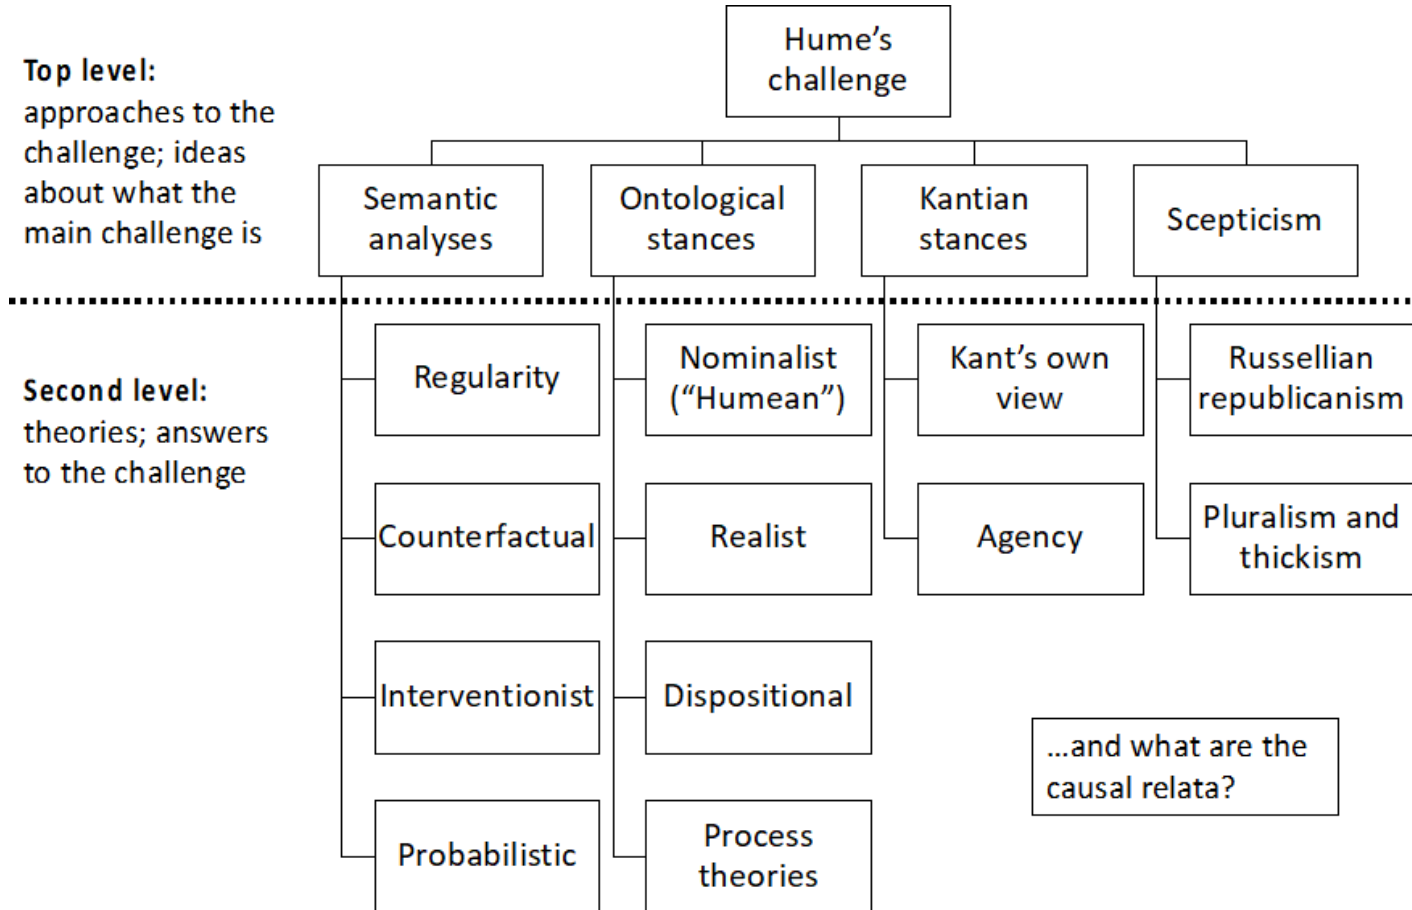 Hume’s
challenge
Top level:
approaches to the
challenge; ideas
about what the
main challenge is
Semantic
analyses
Ontological
stances
Kantian
stances
Scepticism
Second level:
theories; answers
to the challenge
Regularity
Counterfactual
Interventionist
Probabilistic
Nominalist
(“Humean”)
Realist
Dispositional
Process
theories
Kant’s own
view
Agency
Russellian
republicanism
Pluralism and
thickism
...and what are the
causal relata?